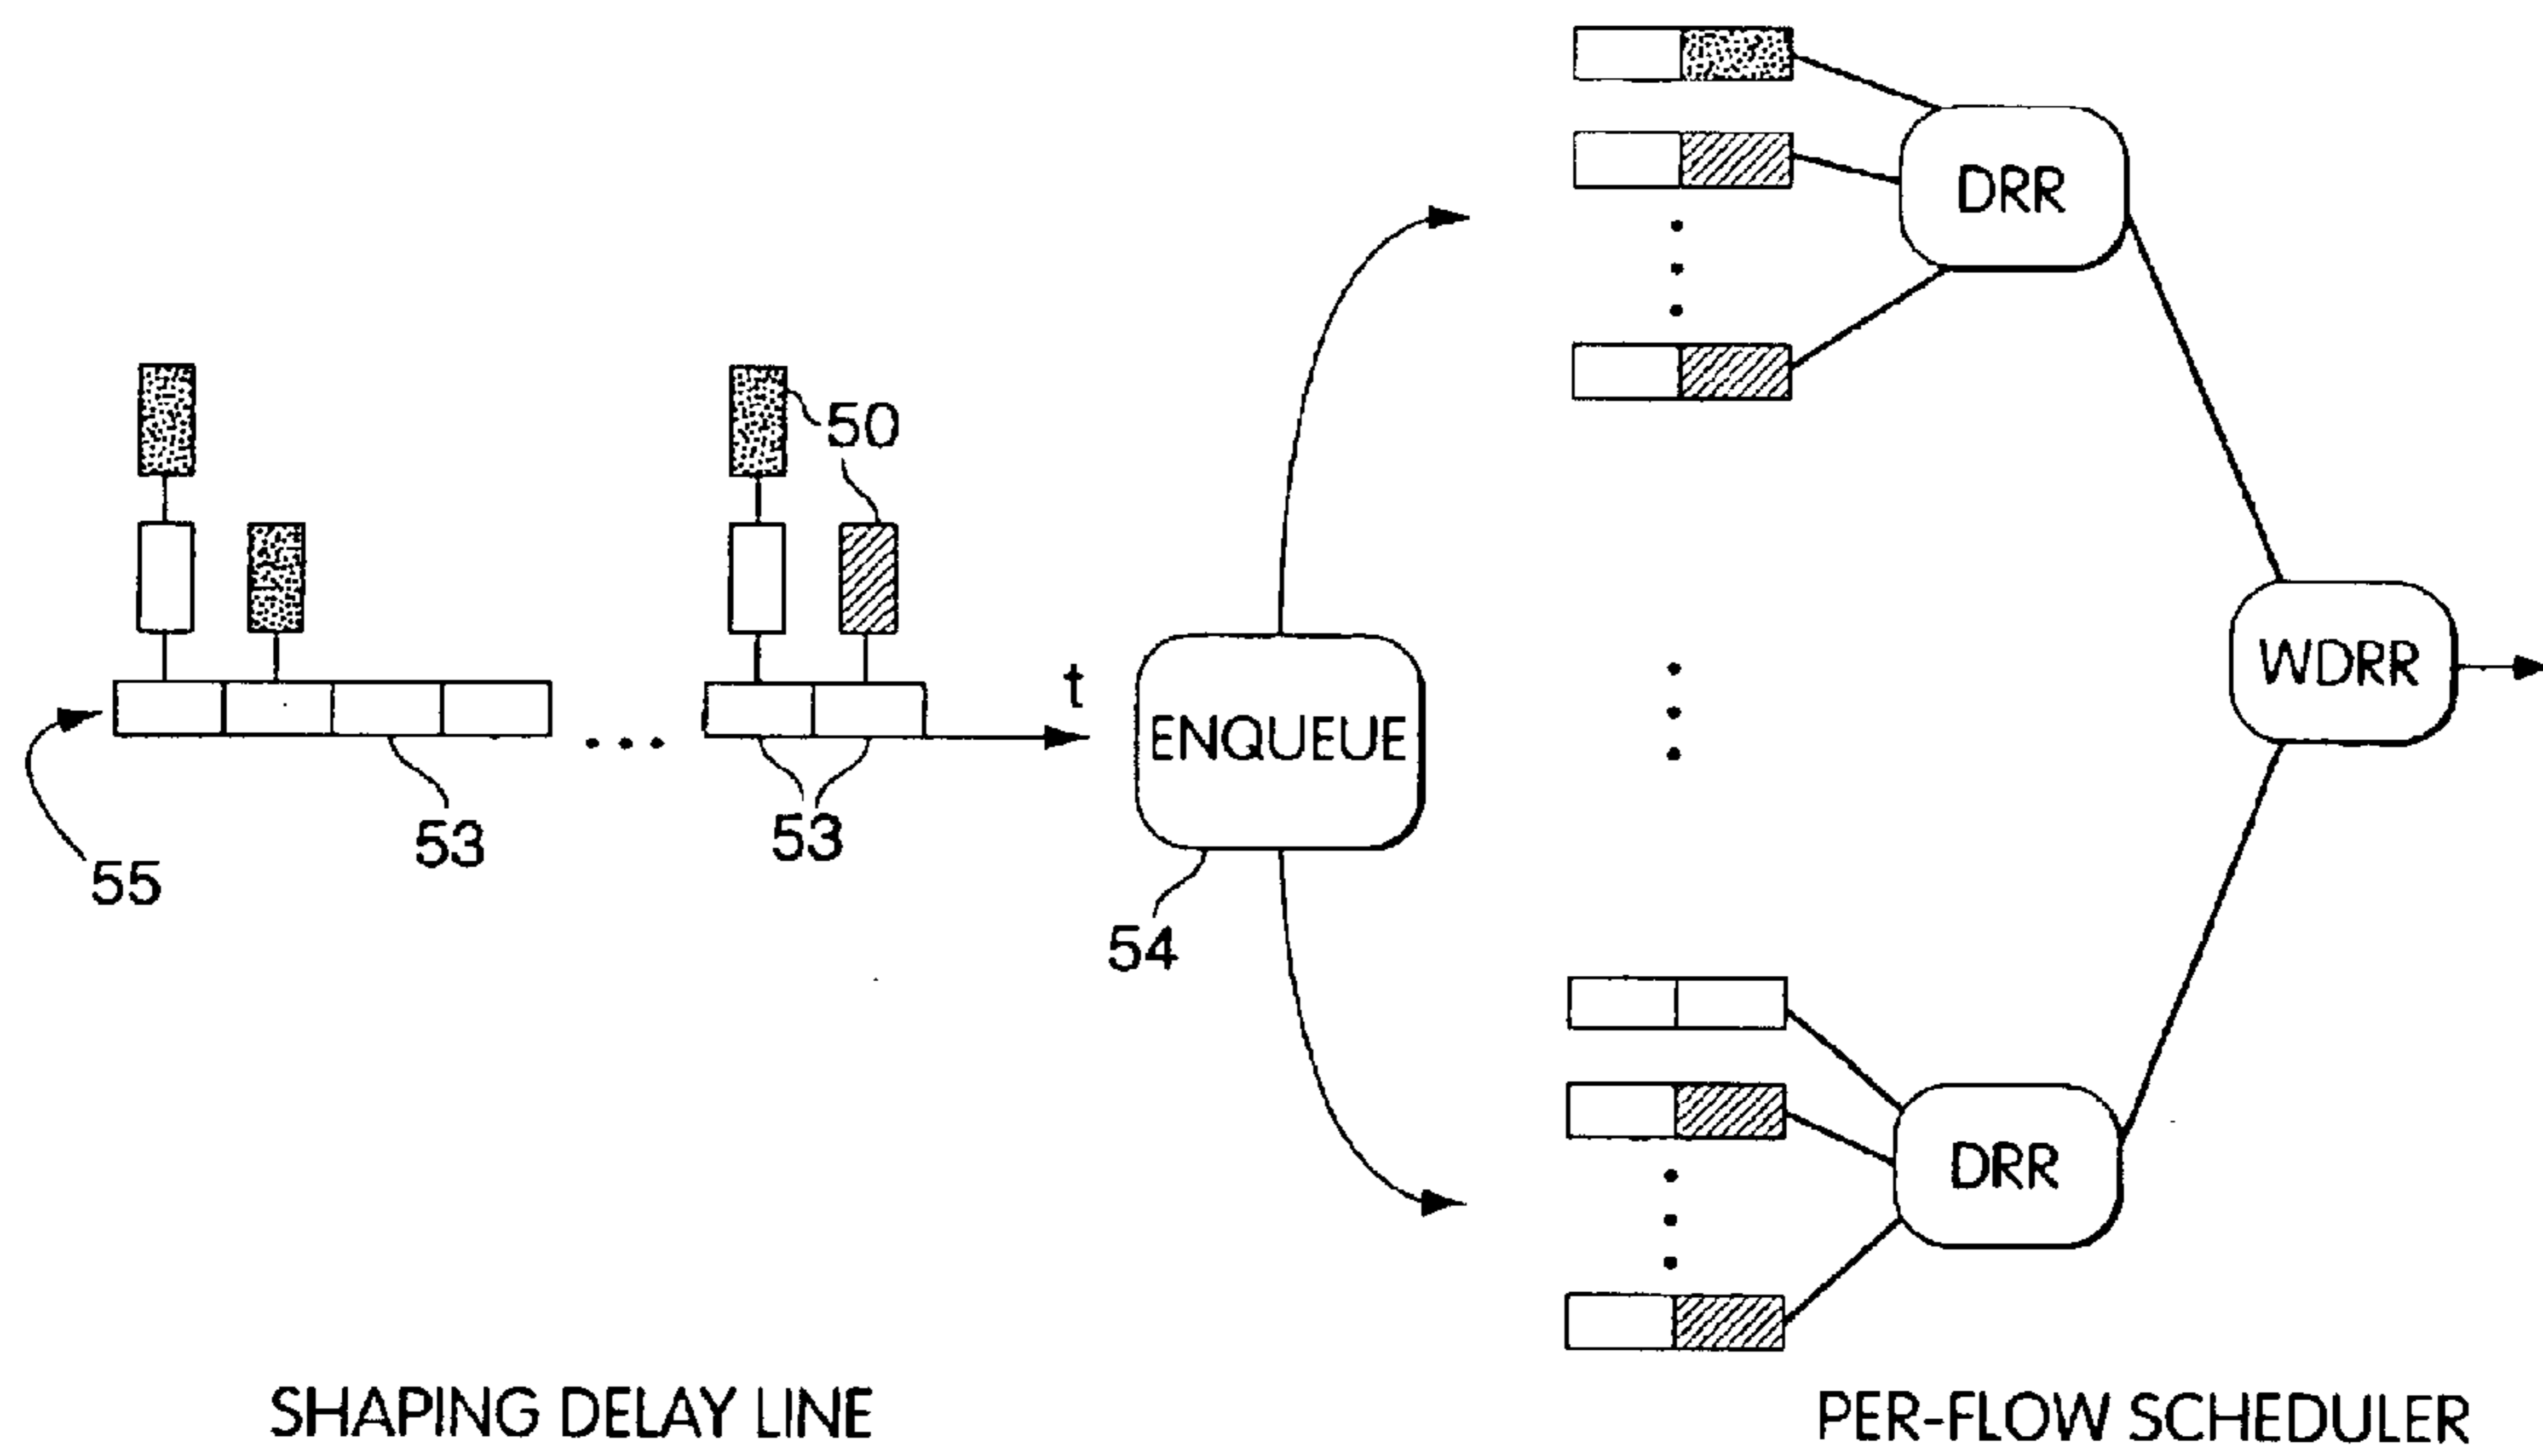 DRR
50
t
WDRR
ENQUEUE
53
53
55
54
DRR
SHAPING DELAY LINE
PER-FLOW SCHEDULER